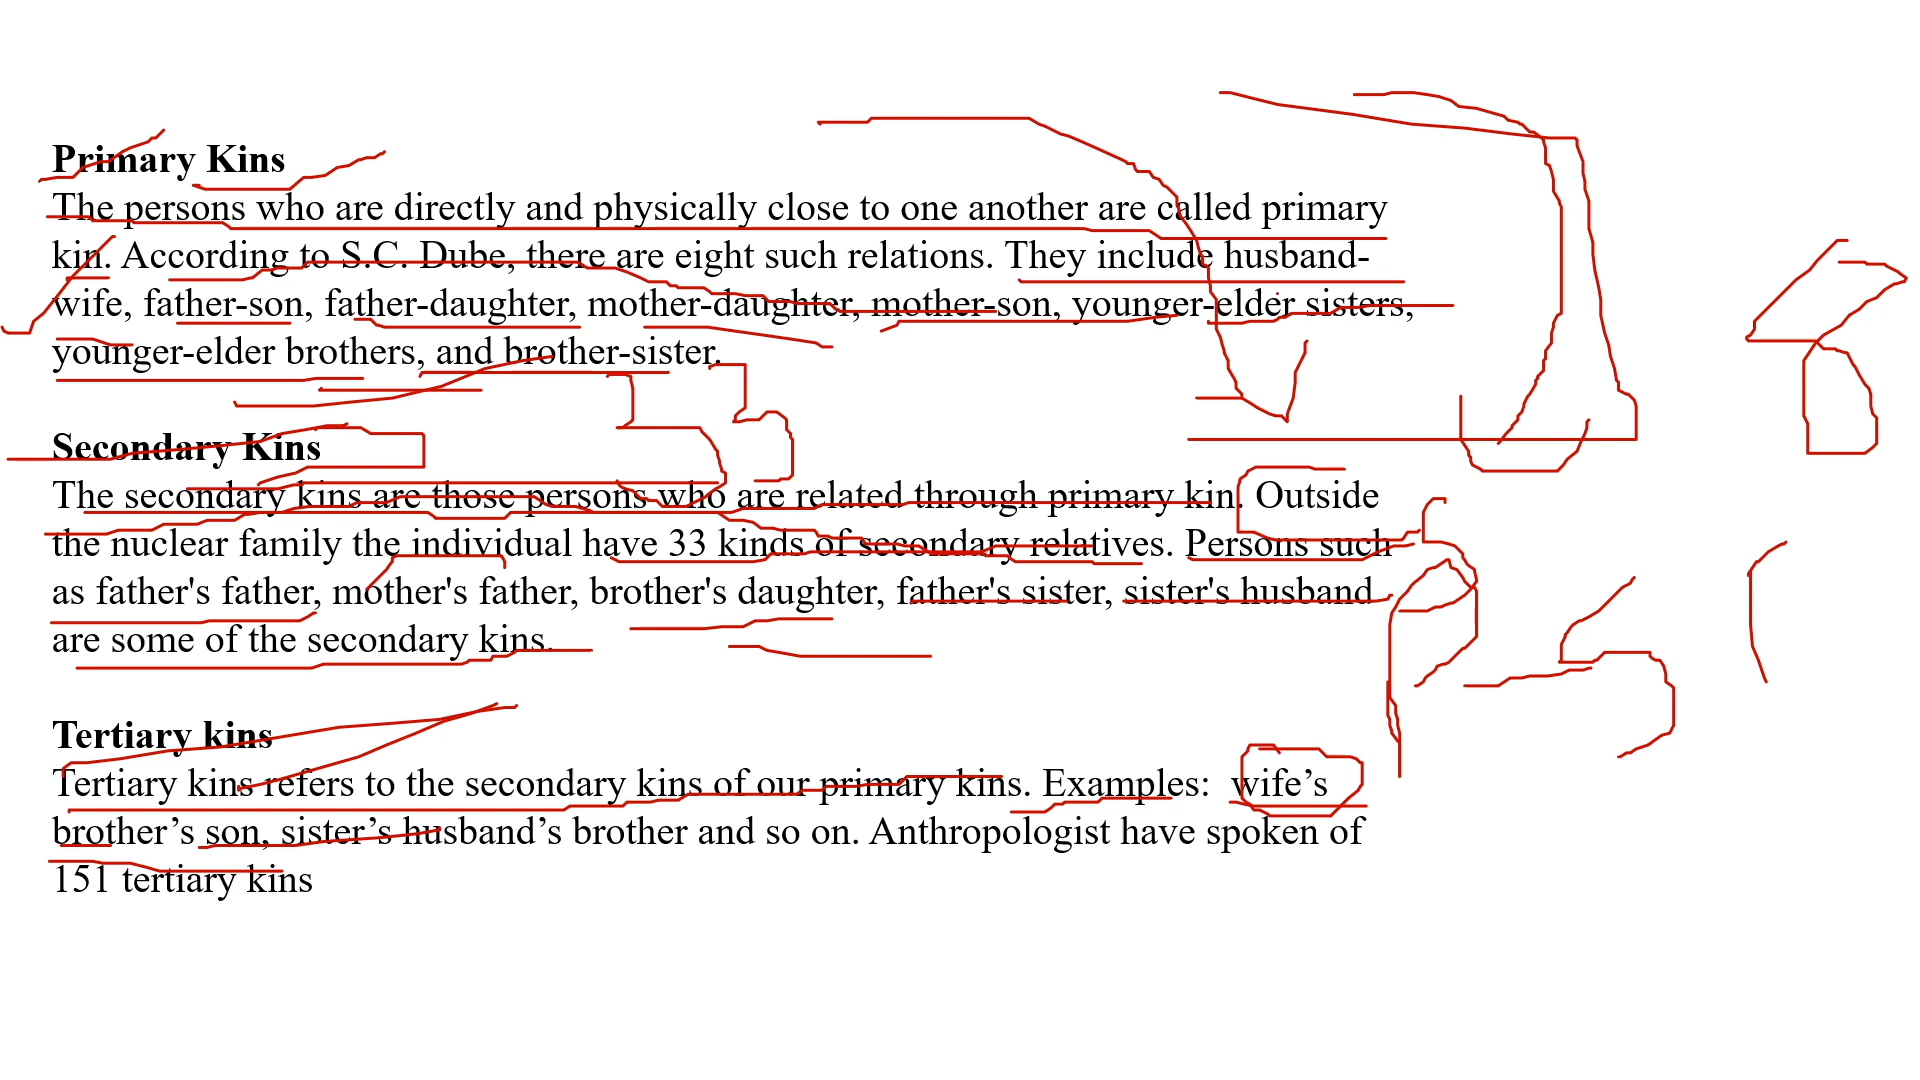 Primary Kins
The persons who are directly and physically close to one another are called primary
kin. According to S.C. Dube, there are eight such relations. They include husband-
wife, father-son, father-daughter, mother-daughter, mother-son, younger-elder sisters,
younger-elder brothers, and brother-sister.
8
33
Secondary Kins
The secondary kins are those persons who are related through primary kin. Outside
the nuclear family the individual have 33 kinds of secondary relatives. Persons such
as father's father, mother's father, brother's daughter, father's sister, sister's husband
are some of the secondary kins.
Tertiary kins
Tertiary kins refers to the secondary kins of our primary kins. Examples:  wife’s
brother’s son, sister’s husband’s brother and so on. Anthropologist have spoken of
151 tertiary kins